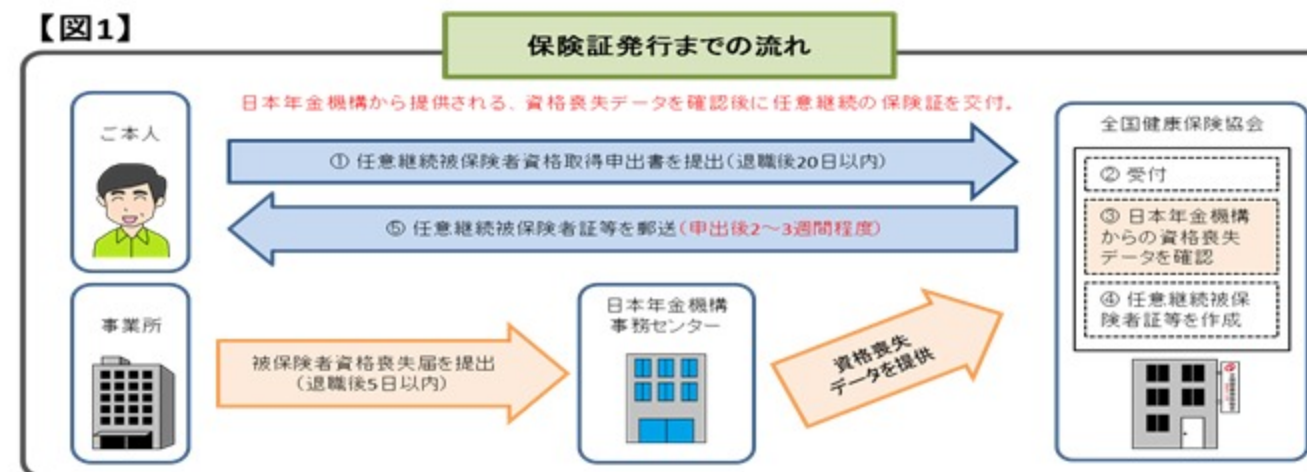 【図1】
保険証発行までの流れ
日本年金機構から提供される、資格喪失データを確認後に任意継続の保険証を交付。
ご本人
① 任意継続被保険者資格取得申出書を提出（退職後20日以内）
⑤ 任意継続被保険者証等を郵送（申出後2～3週間程度）
全国健康保険協会
② 受付
③ 日本年金機構
からの資格喪失
データを確認
④ 任意継続被保
険者証等を作成
事業所
被保険者資格喪失届を提出
（退職後5日以内）
日本年金機構
事務センター
資格喪失
データを提供